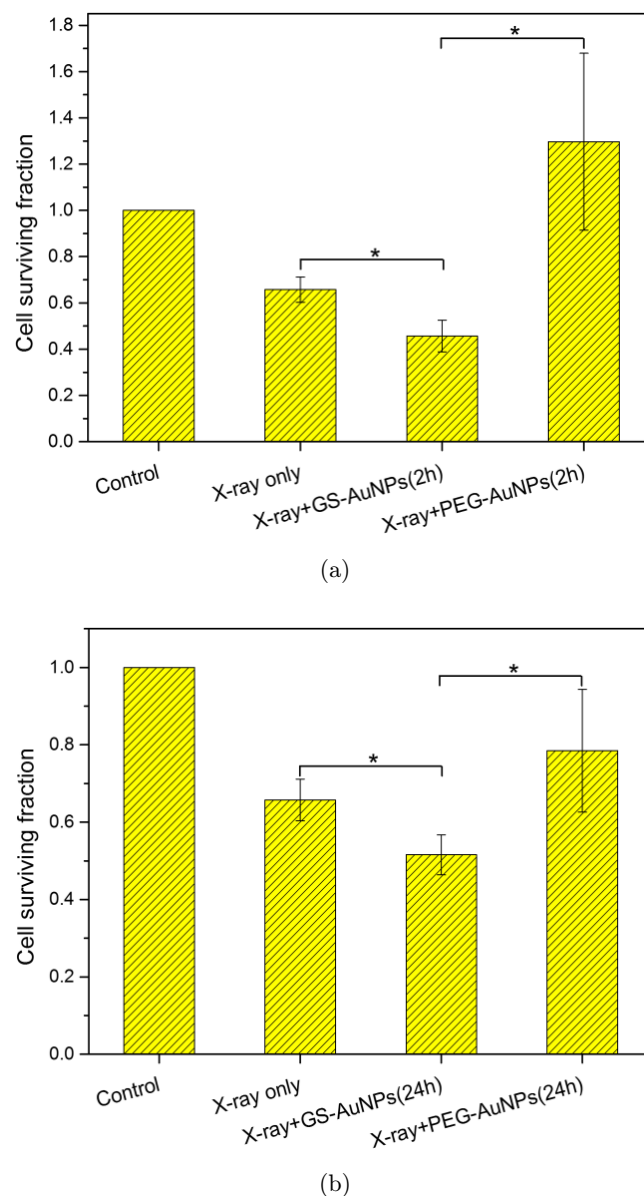 1.8
1.6
1.4
1.2
1.0
0.8
0.6
0.4
0.2
0.0
Cell surviving fraction
*
*
Control
X-ray only
X-ray+GS-AuNPs(2h)
X-ray+PEG-AuNPs(2h)
(a)
1.0
0.8
0.6
0.4
0.2
0.0
Cell surviving fraction
*
*
Control
X-ray only
X-ray+GS-AuNPs(24h)
X-ray+PEG-AuNPs(24h)
(b)